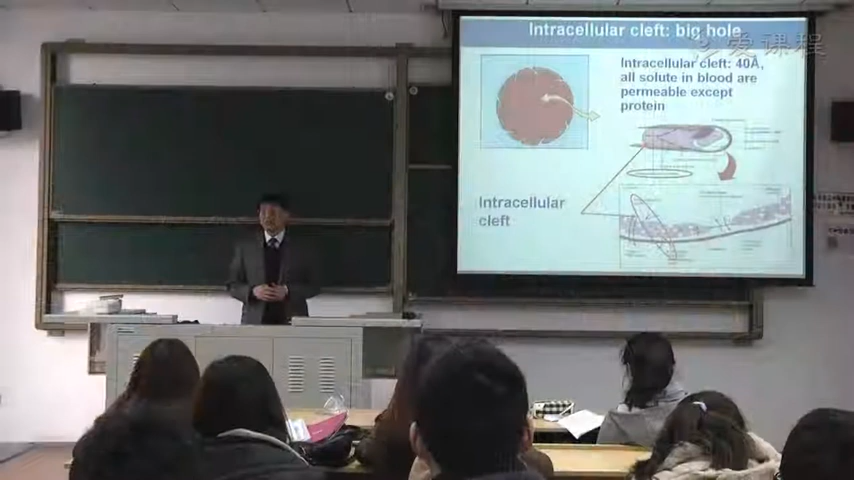 Intracellular cleft: big hole
爱课程
Intracellular cleft: 40Å,
all solute in blood are
permeable except
protein
Intracellular
cleft